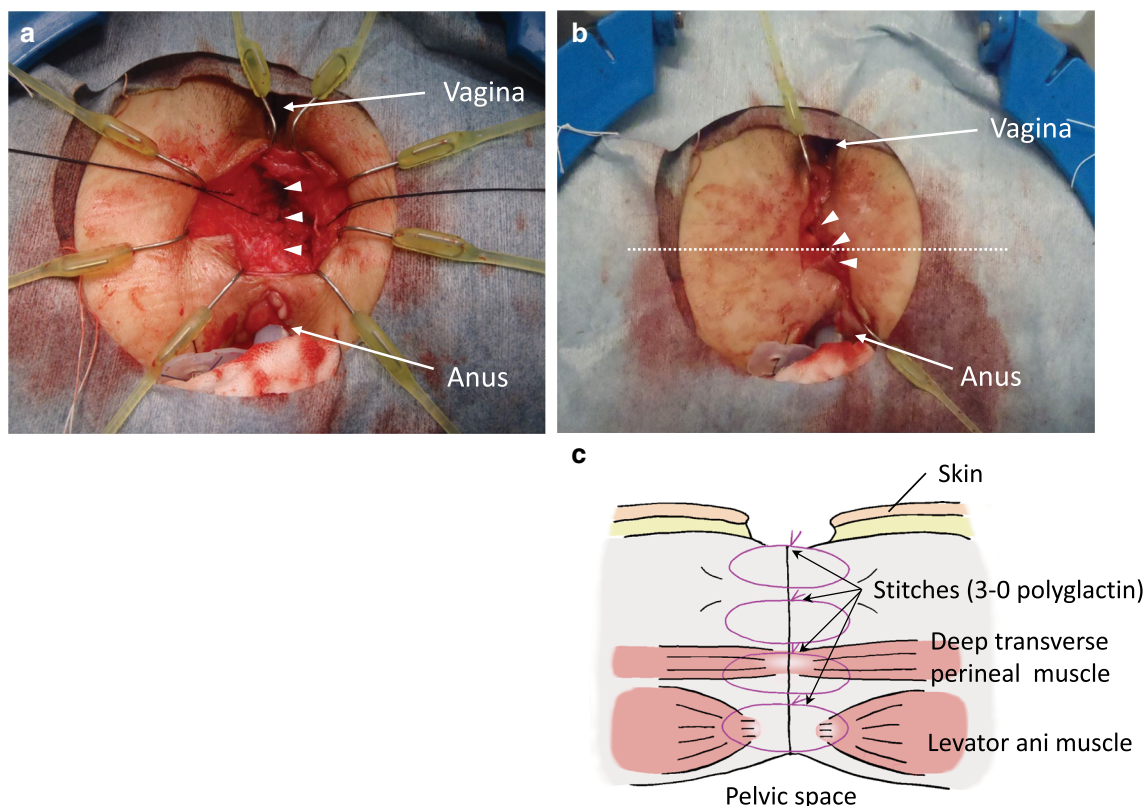 a
Vagina
Anus
b
Vagina
Anus
c
Skin
Stitches (3-0 polyglactin)
Deep transverse
perineal muscle
Levator ani muscle
Pelvic space